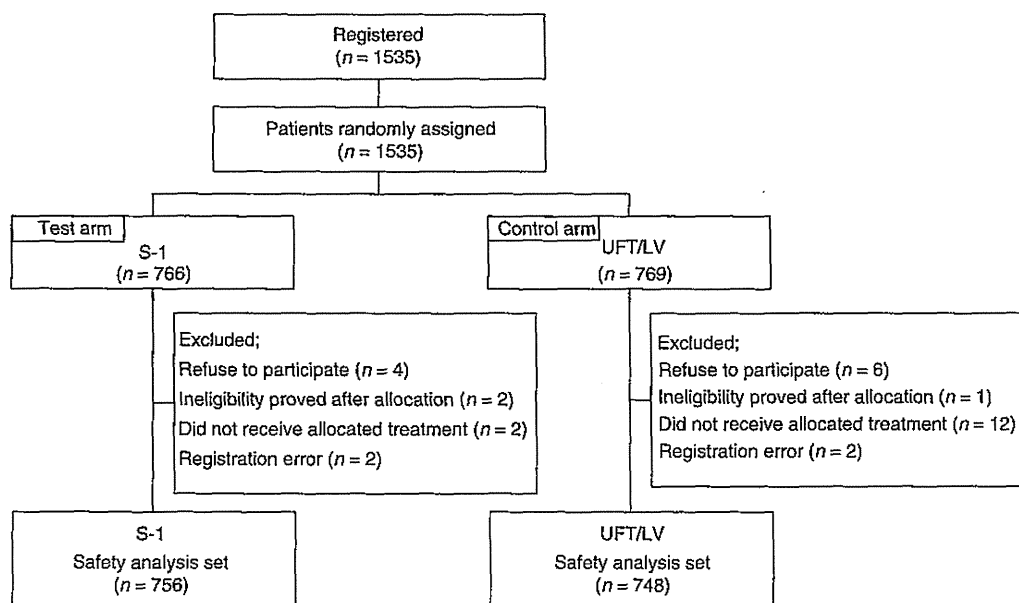 Registered
(n = 1535)
Patients randomly assigned
(n = 1535)
Test arm
S-1
(n = 766)
Control arm
UFT/LV
(n = 769)
Excluded;
Refuse to participate (n = 4)
Ineligibility proved after allocation (n = 2)
Did not receive allocated treatment (n = 2)
Registration error (n = 2)
Excluded;
Refuse to participate (n = 6)
Ineligibility proved after allocation (n = 1)
Did not receive allocated treatment (n = 12)
Registration error (n = 2)
S-1
Safety analysis set
(n = 756)
UFT/LV
Safety analysis set
(n = 748)